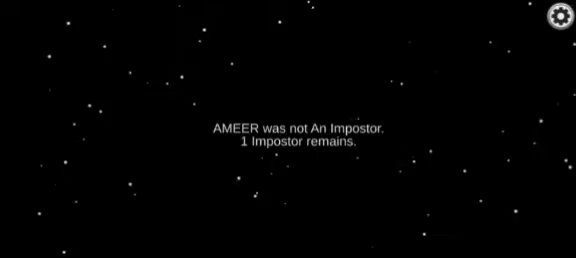 AMEER was not An Impostor.
1 Impostor remains.